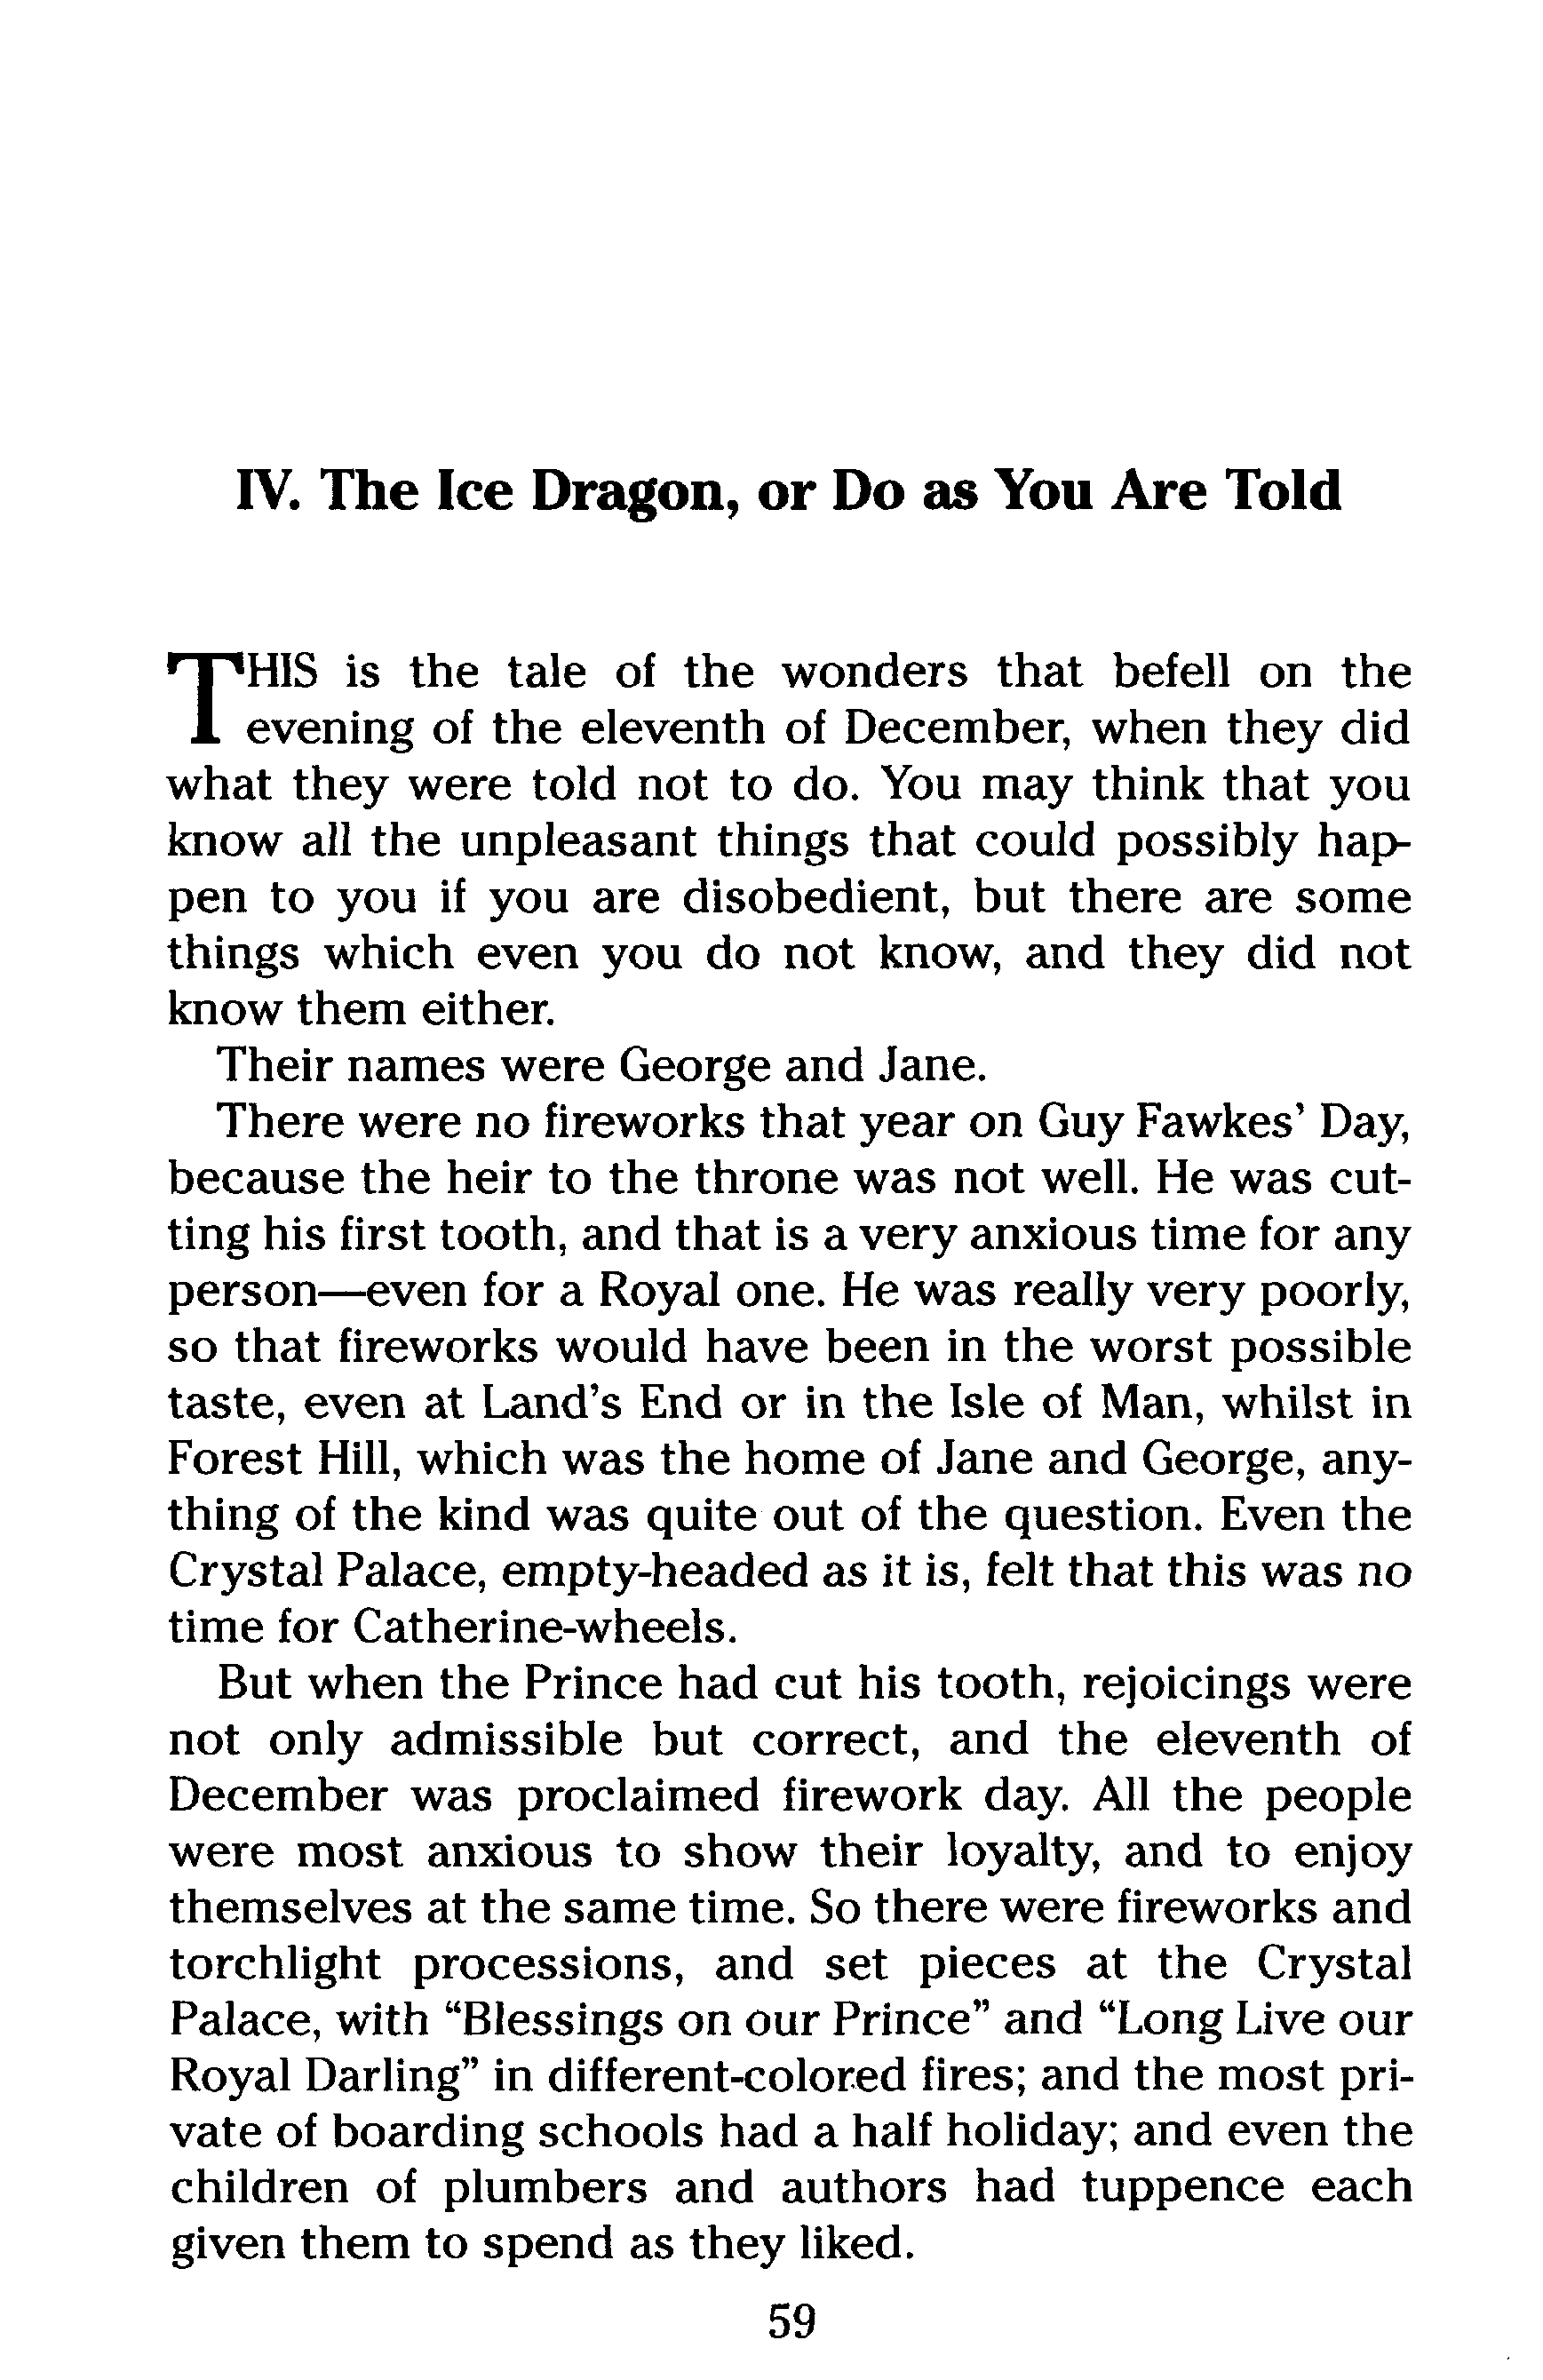 IV. The Ice Dragon, or Do as You Are Told
THIS is the tale of the wonders that befell on the
evening of the eleventh of December, when they did
what they were told not to do. You may think that you
know all the unpleasant things that could possibly hap-
pen to you if you are disobedient, but there are some
things which even you do not know, and they did not
know them either.
Their names were George and Jane.
There were no fireworks that year on Guy Fawkes’ Day,
because the heir to the throne was not well. He was cut-
ting his first tooth, and that is a very anxious time for any
person—even for a Royal one. He was really very poorly,
so that fireworks would have been in the worst possible
taste, even at Land’s End or in the Isle of Man, whilst in
Forest Hill, which was the home of Jane and George, any-
thing of the kind was quite out of the question. Even the
Crystal Palace, empty-headed as it is, felt that this was no
time for Catherine-wheels.
But when the Prince had cut his tooth, rejoicings were
not only admissible but correct, and the eleventh of
December was proclaimed firework day. All the people
were most anxious to show their loyalty, and to enjoy
themselves at the same time. So there were fireworks and
torchlight processions, and set pieces at the Crystal
Palace, with “Blessings on our Prince” and “Long Live our
Royal Darling” in different-colored fires; and the most pri-
vate of boarding schools had a half holiday; and even the
children of plumbers and authors had tuppence each
given them to spend as they liked.
59